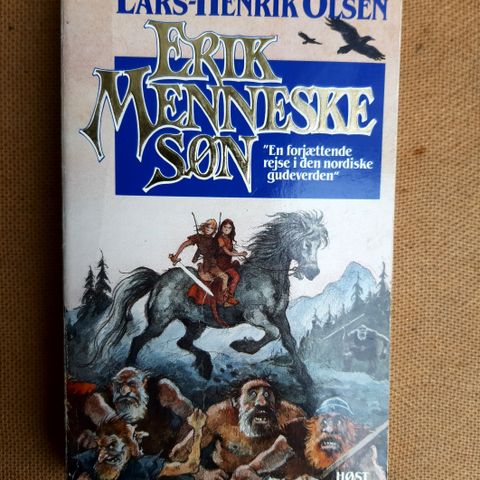 LARS-HENRIK OLSEN
ERIK
MENNESKE
SØN
"En forjættende
rejse i den nordiske
gudeverden"
HØST